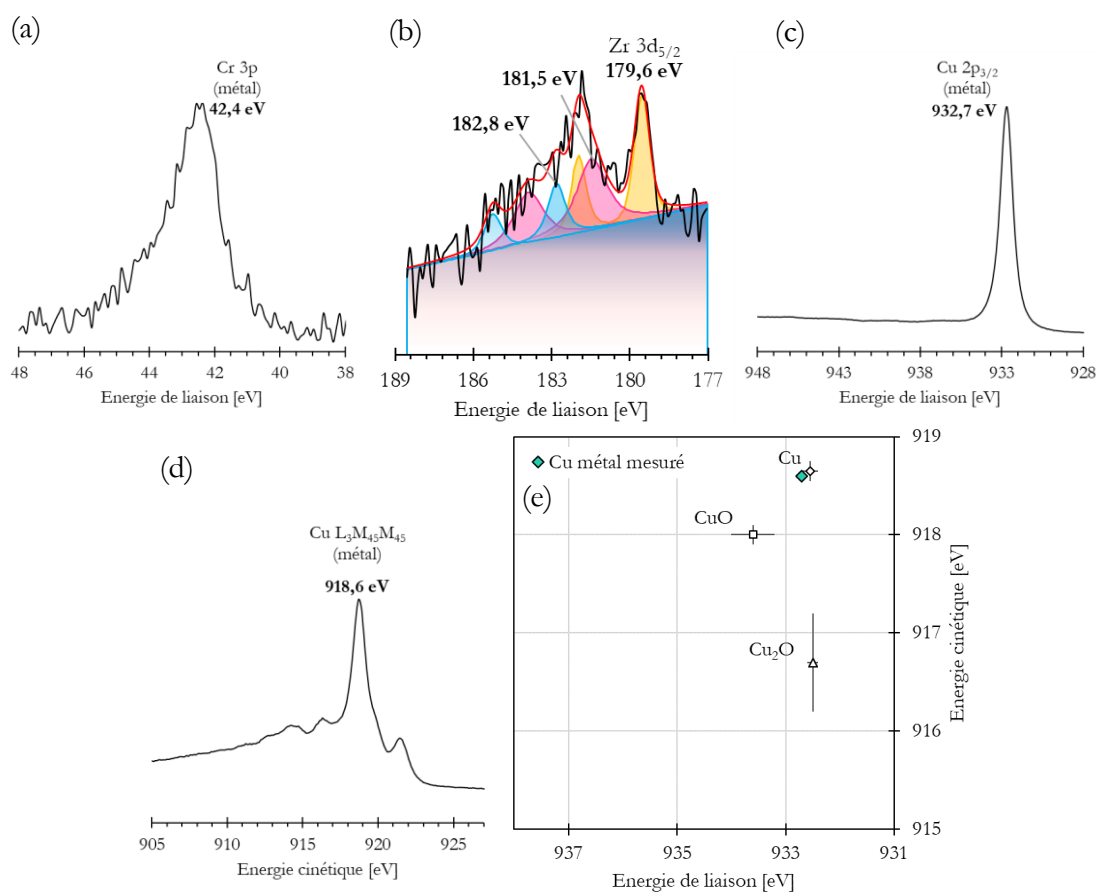 (a)
Cr 3p
(métal)
42,4 eV
48 46 44 42 40 38
Energie de liaison [eV]
(b)
Zr 3d5/2
179,6 eV
181,5 eV
182,8 eV
189 186 183 180 177
Energie de liaison [eV]
(c)
Cu 2p3/2
(métal)
932,7 eV
948 943 938 933 928
Energie de liaison [eV]
(d)
Cu L3M45M45
(métal)
918,6 eV
905 910 915 920 925
Energie cinétique [eV]
(e)
Cu métal mesuré
Cu
CuO
Cu2O
919
918
917
916
915
Energie cinétique [eV]
937 935 933 931
Energie de liaison [eV]